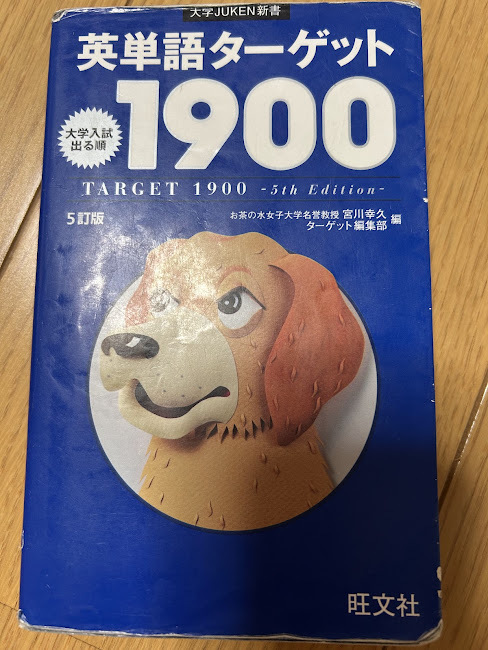 大学JUKEN新書
英単語ターゲット
1900
大学入試
出る順
TARGET 1900 -5th Edition-
5訂版
お茶の水女子大学名誉教授 宮川幸久
ターゲット編集部 編
旺文社